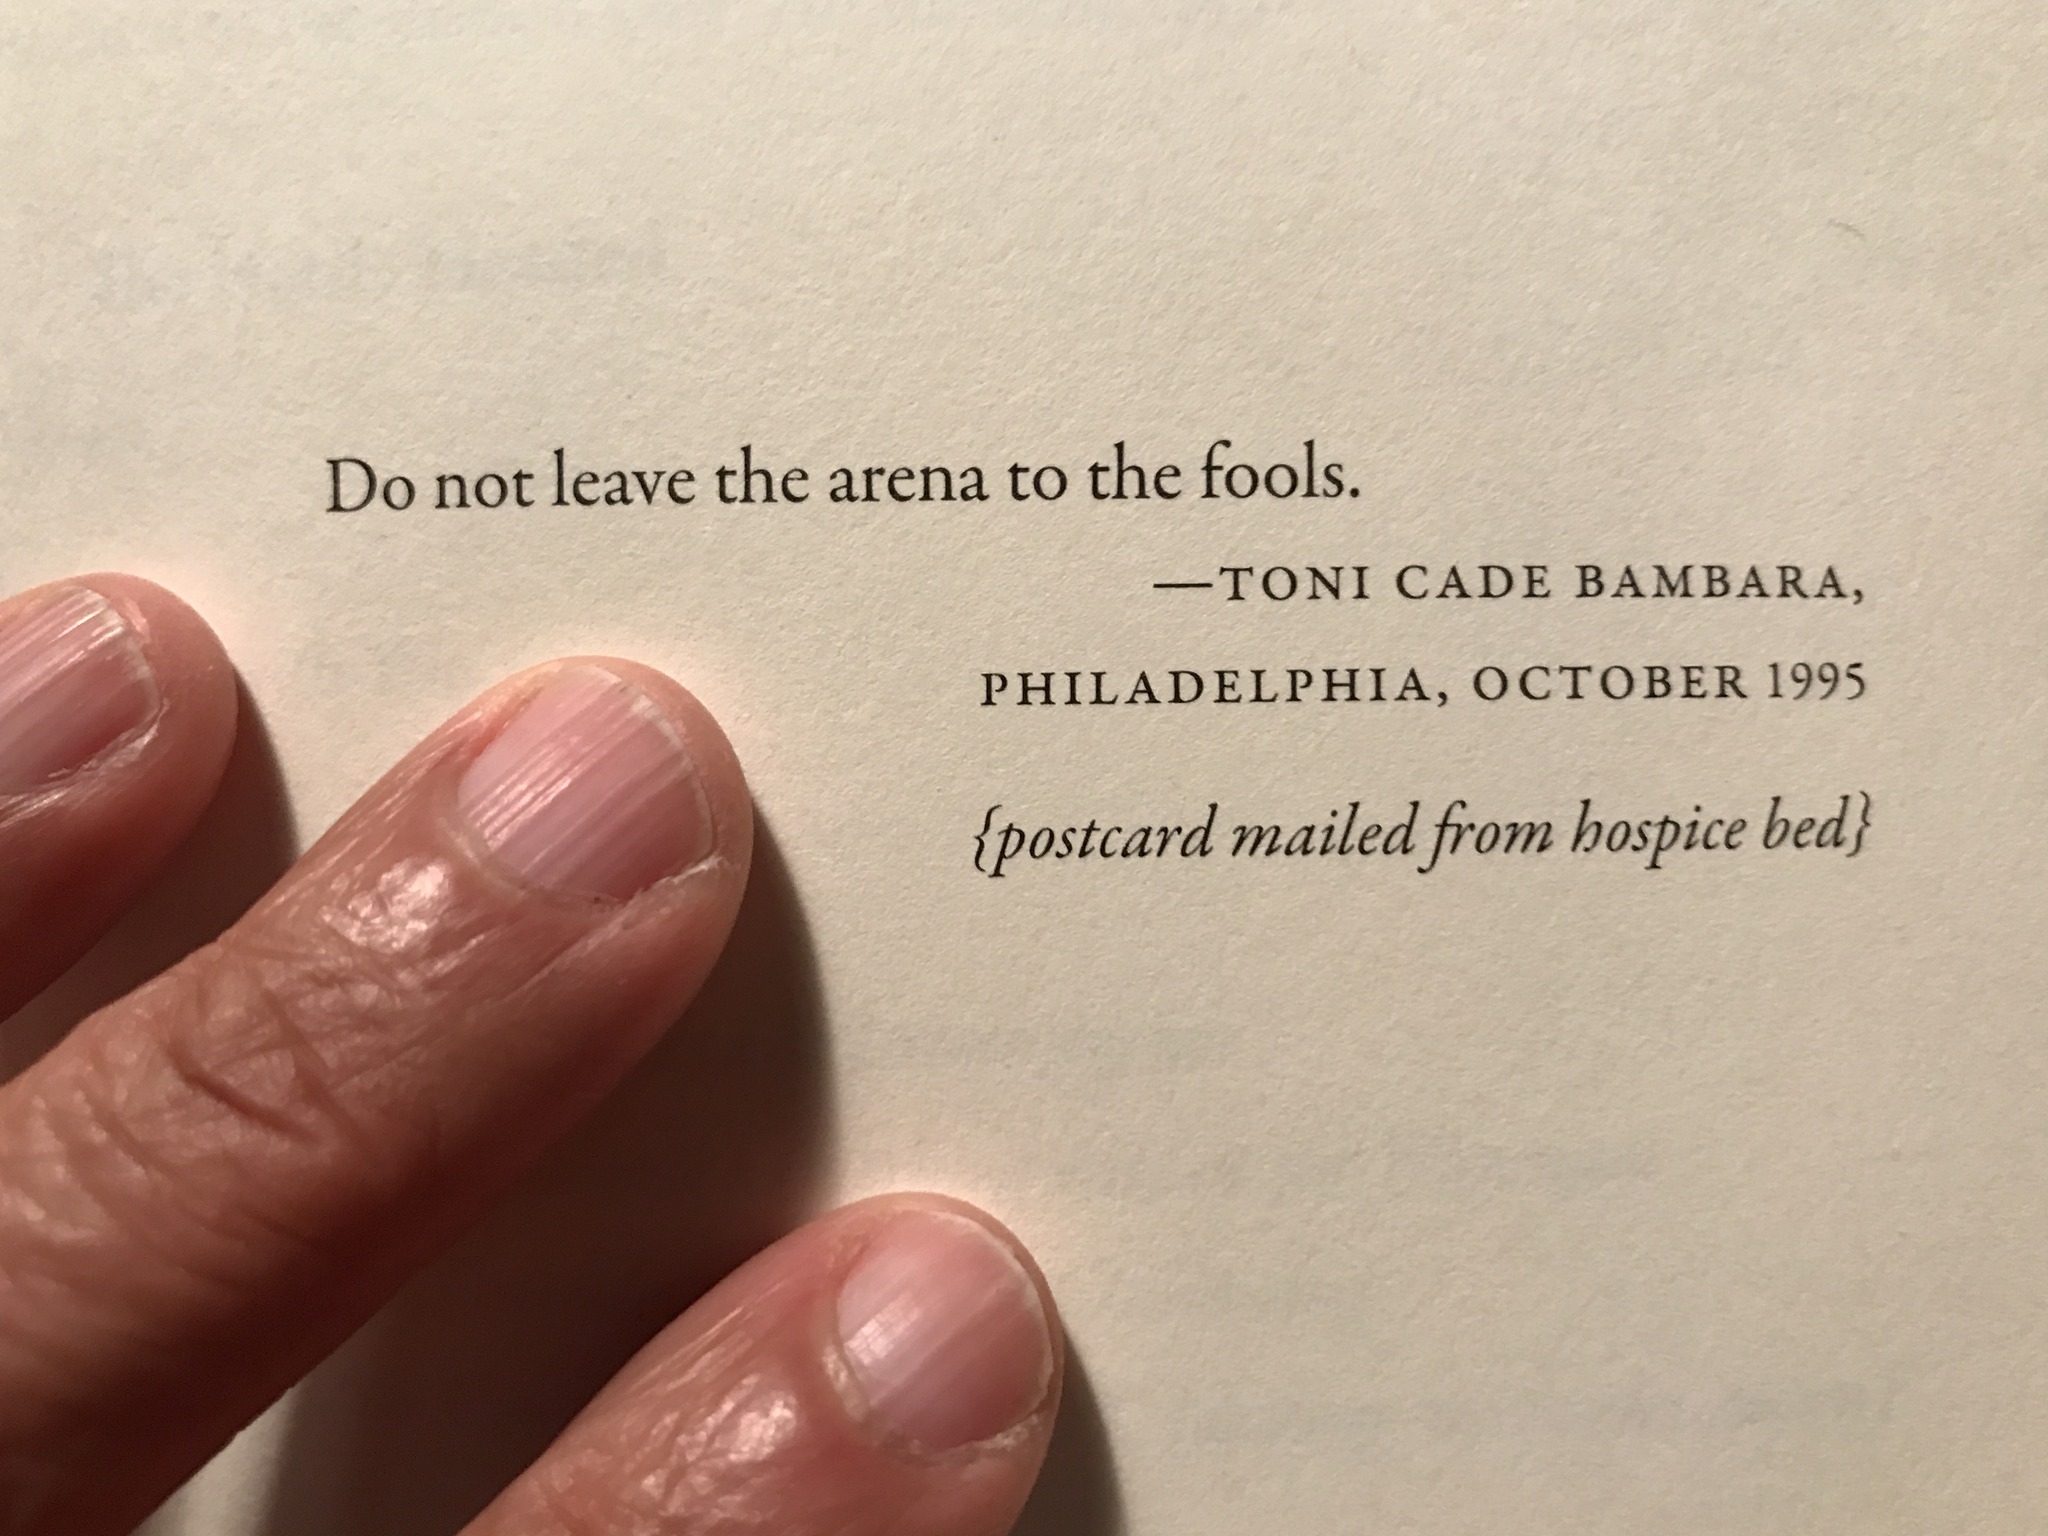 Do not leave the arena to the fools.
—TONI CADE BAMBARA,
PHILADELPHIA, OCTOBER 1995
{postcard mailed from hospice bed}